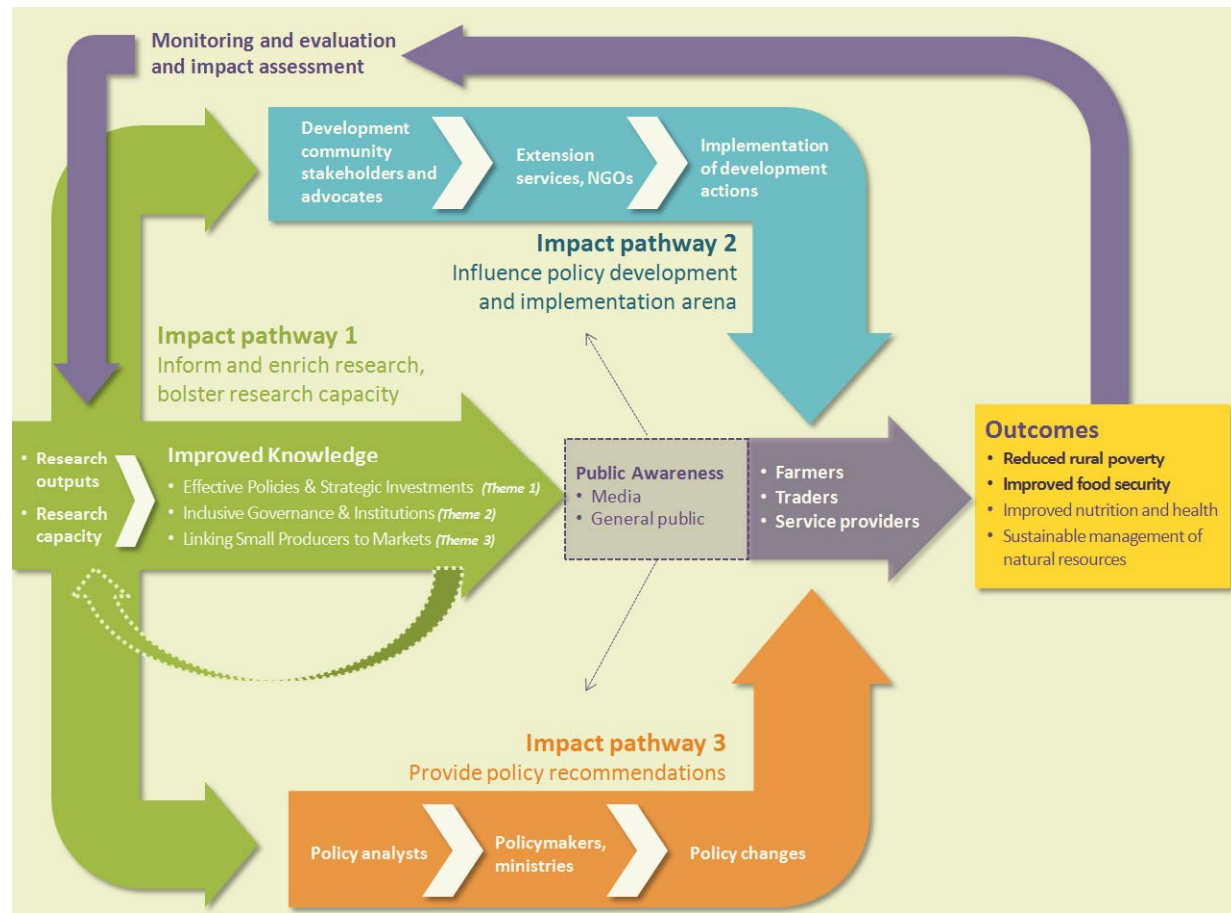 Monitoring and evaluation
and impact assessment
Development
community
stakeholders and
advocates
Extension
services, NGOs
Implementation
of development
actions
Impact pathway 2
Influence policy development
and implementation arena
Impact pathway 1
Inform and enrich research,
bolster research capacity
• Research
outputs
• Research
capacity
Improved Knowledge
• Effective Policies & Strategic Investments (Theme 1)
• Inclusive Governance & Institutions (Theme 2)
• Linking Small Producers to Markets (Theme 3)
Public Awareness
• Media
• General public
• Farmers
• Traders
• Service providers
Outcomes
• Reduced rural poverty
• Improved food security
• Improved nutrition and health
• Sustainable management of
natural resources
Impact pathway 3
Provide policy recommendations
Policy analysts
Policymakers,
ministries
Policy changes